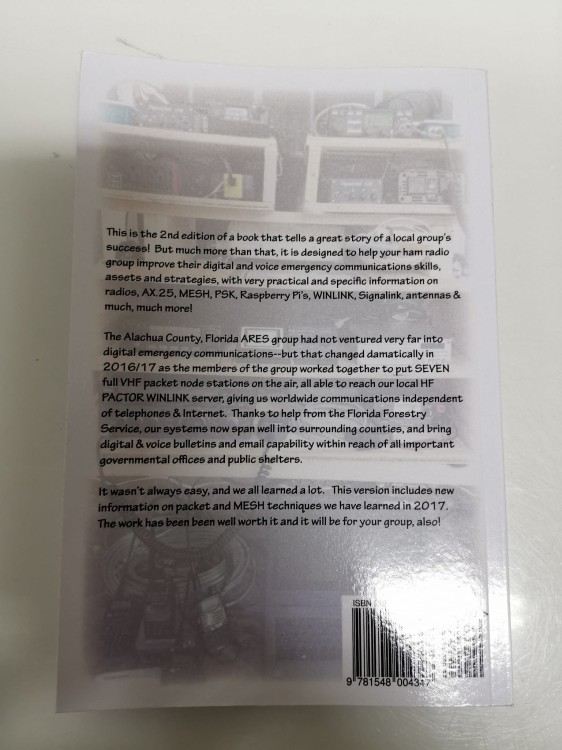 This is the 2nd edition of a book that tells a great story of a local group's
success! But much more than that, it is designed to help your ham radio
group improve their digital and voice emergency communications skills,
assets and strategies, with very practical and specific information on
radios, AX.25, MESH, PSK, Raspberry Pi's, WINLINK, Signalink, antennas &
much, much more!
The Alachua County, Florida ARES group had not ventured very far into
digital emergency communications--but that changed damatically in
2016/17 as the members of the group worked together to put SEVEN
full VHF packet node stations on the air, all able to reach our local HF
PACTOR WINLINK server, giving us worldwide communications independent
of telephones & Internet. Thanks to help from the Florida Forestry
Service, our systems now span well into surrounding counties, and bring
digital & voice bulletins and email capability within reach of all important
governmental offices and public shelters.
It wasn't always easy, and we all learned a lot. This version includes new
information on packet and MESH techniques we have learned in 2017.
The work has been been well worth it and it will be for your group, also!
ISBN
9 781548 004347